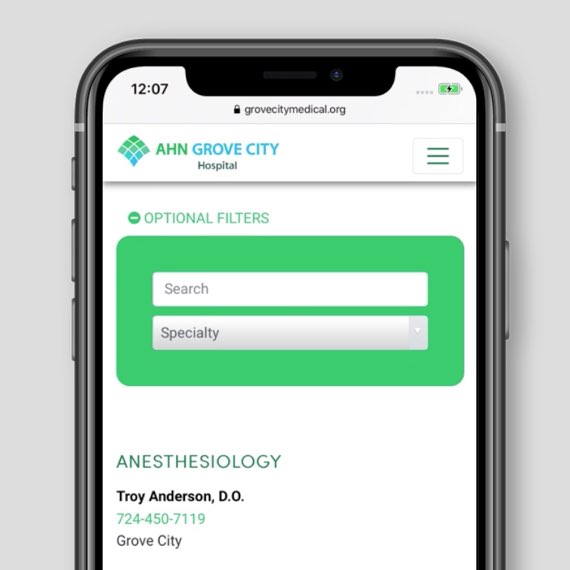 12:07
grovecitymedical.org
AHN GROVE CITY
Hospital
OPTIONAL FILTERS
Search
Specialty
ANESTHESIOLOGY
Troy Anderson, D.O.
724-450-7119
Grove City